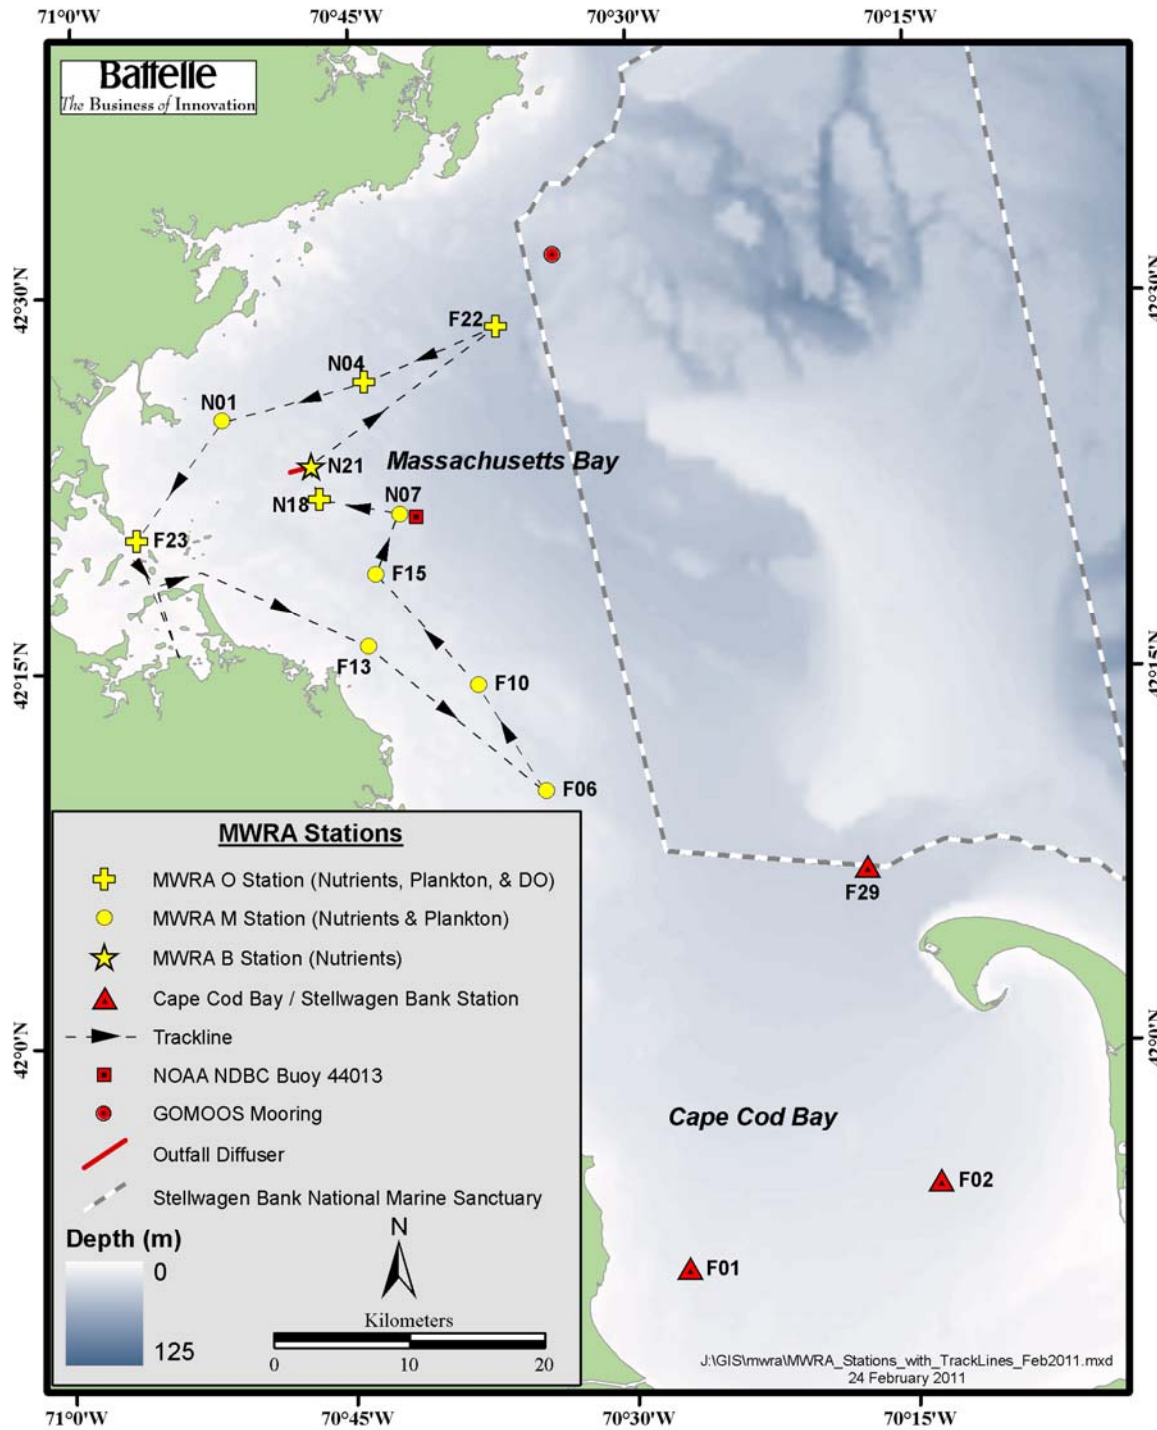 71°0'W 70°45'W 70°30'W 70°15'W
Battelle
The Business of Innovation
42°30'N 42°30'N
F22
N04
N01
Massachusetts Bay
N21
N07
N18
F23
F15
F13
F10
42°15'N 42°15'N
F06
MWRA Stations
MWRA O Station (Nutrients, Plankton, & DO)
MWRA M Station (Nutrients & Plankton)
MWRA B Station (Nutrients)
Cape Cod Bay / Stellwagen Bank Station
Trackline
NOAA NDBC Buoy 44013
GOMOOS Mooring
Outfall Diffuser
Stellwagen Bank National Marine Sanctuary
Depth (m)
0
125
N
Kilometers
0 10 20
F29
42°0'N 42°0'N
Cape Cod Bay
F02
F01
J:\GIS\mwra\MWRA_Stations_with_TrackLines_Feb2011.mxd
24 February 2011
71°0'W 70°45'W 70°30'W 70°15'W